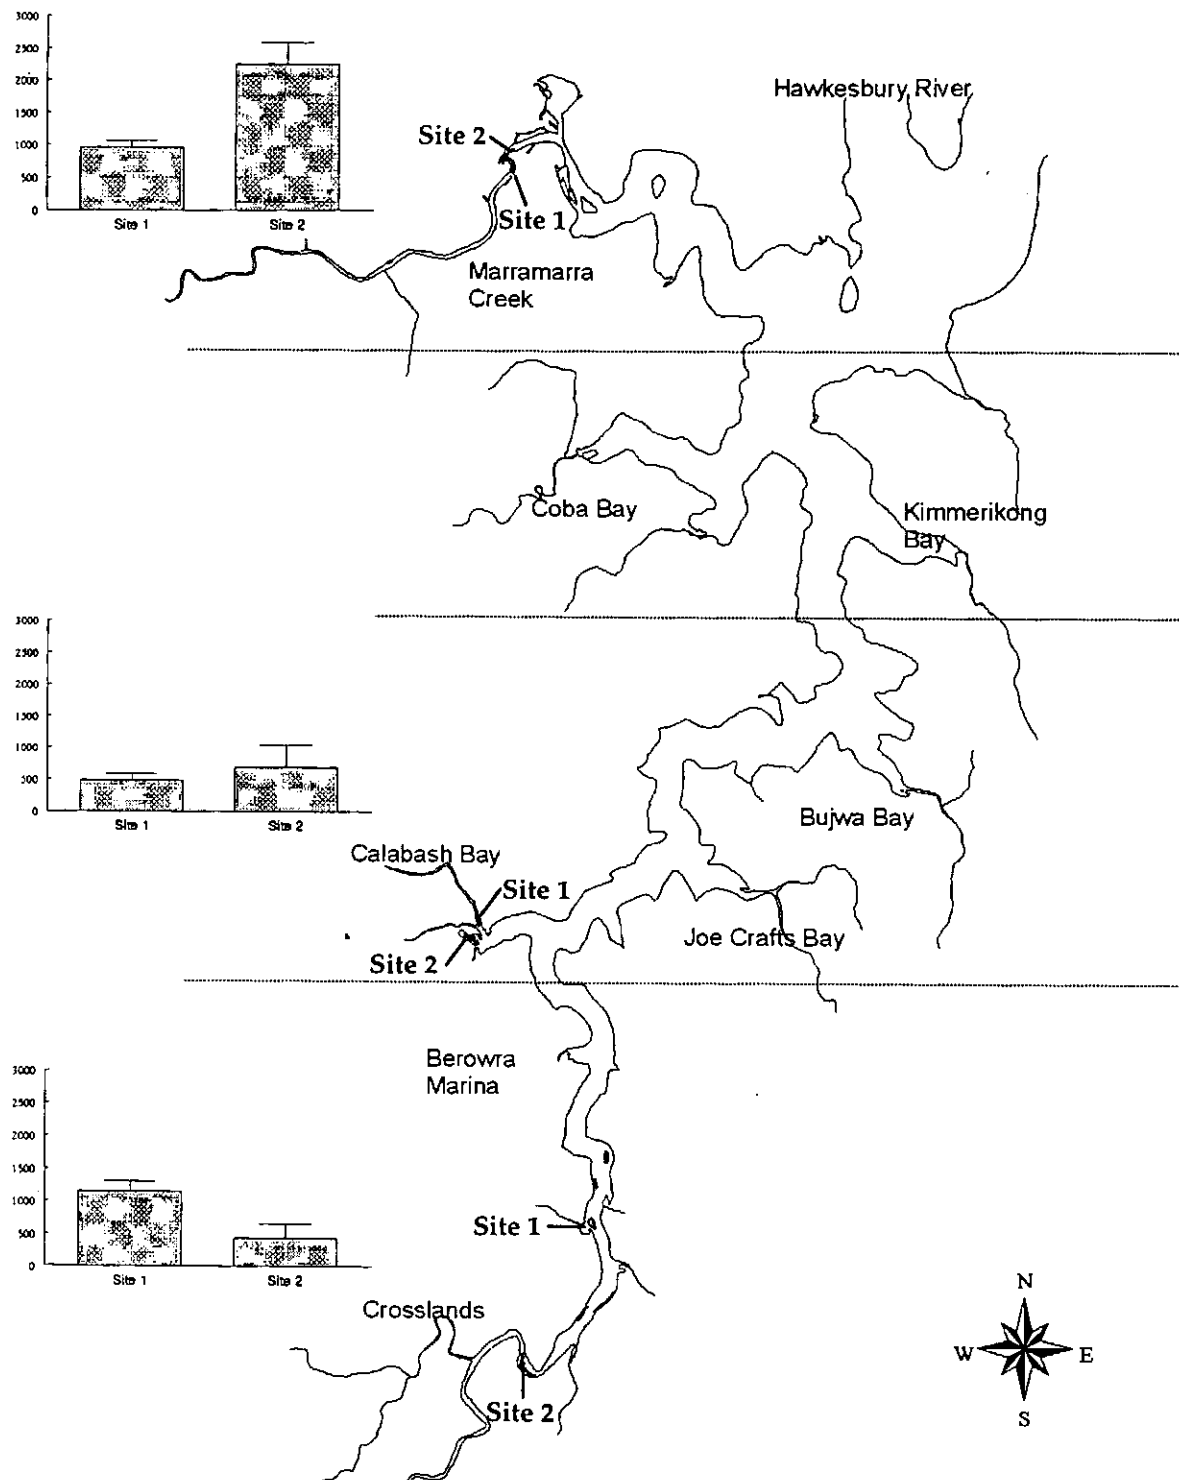 3000
2500
2000
1500
1000
500
0
Site 1
Site 2
Hawkesbury River
Site 2
Site 1
Marramarra
Creek
Coba Bay
Kimmerikong
Bay
3000
2500
2000
1500
1000
500
0
Site 1
Site 2
Bujwa Bay
Calabash Bay
Site 1
Joe Crafts Bay
Site 2
Berowra
Marina
3000
2500
2000
1500
1000
500
0
Site 1
Site 2
Site 1
Crosslands
Site 2
N
W
E
S